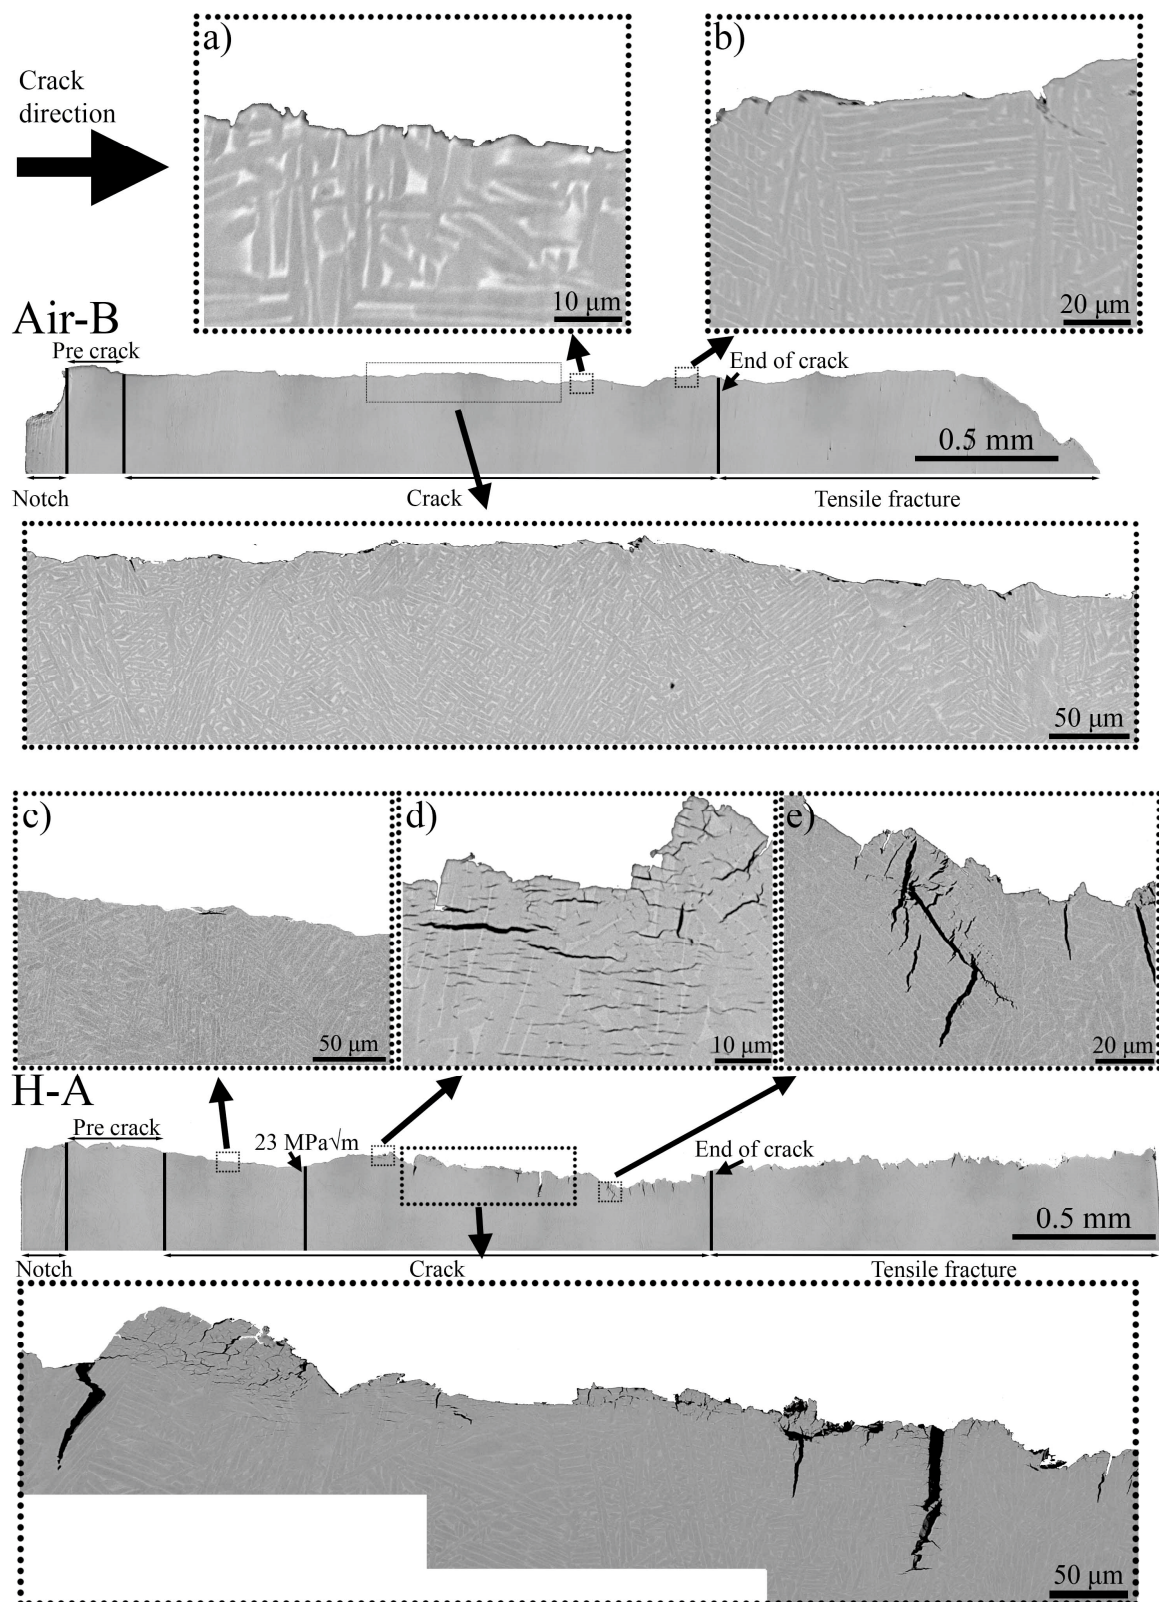 a)
b)
Crack
direction
10 μm
20 μm
Air-B
Pre crack
End of crack
0.5 mm
Notch
Crack
Tensile fracture
50 μm
c)
d)
e)
50 μm
10 μm
20 μm
H-A
Pre crack
23 MPa√m
End of crack
0.5 mm
Notch
Crack
Tensile fracture
50 μm